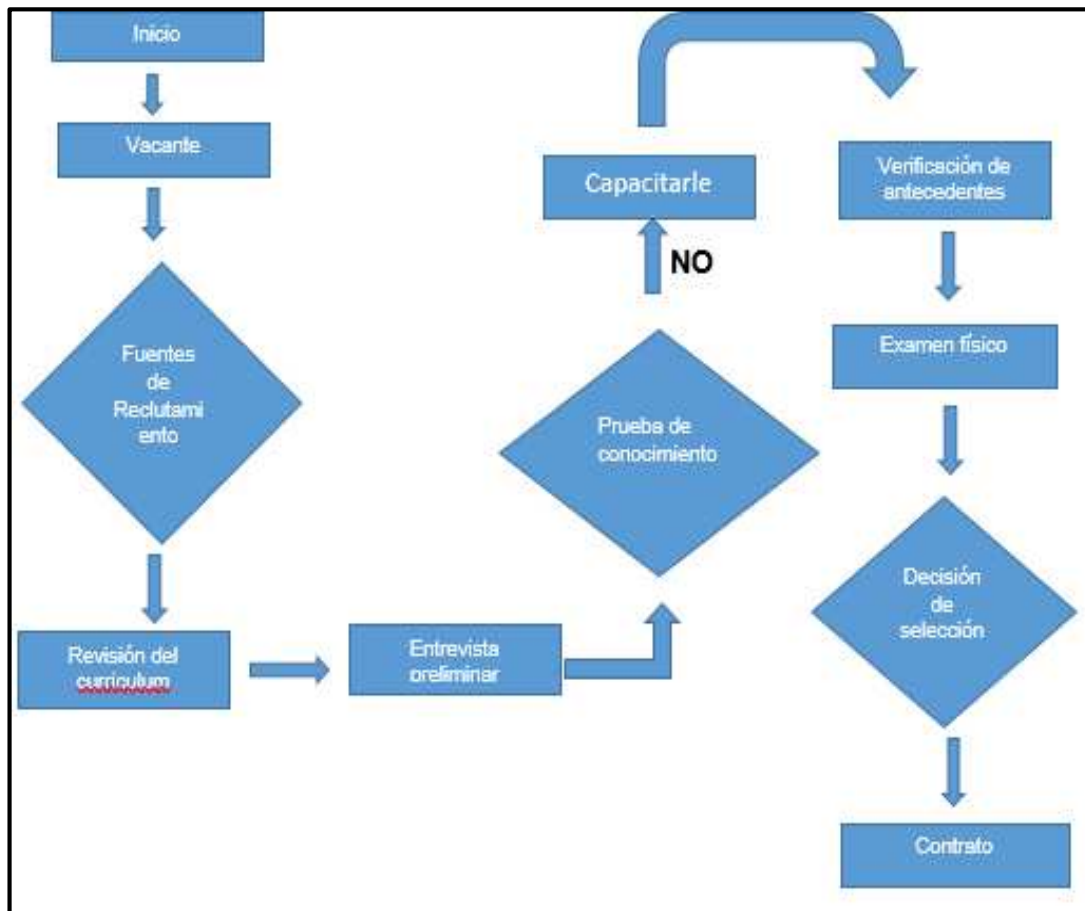 Inicio
Vacante
Fuentes
de
Reclutami
ento
Revisión del
curriculum
Entrevista
preliminar
Prueba de
conocimiento
NO
Capacitarle
Verificación de
antecedentes
Examen físico
Decisión
de
selección
Contrato